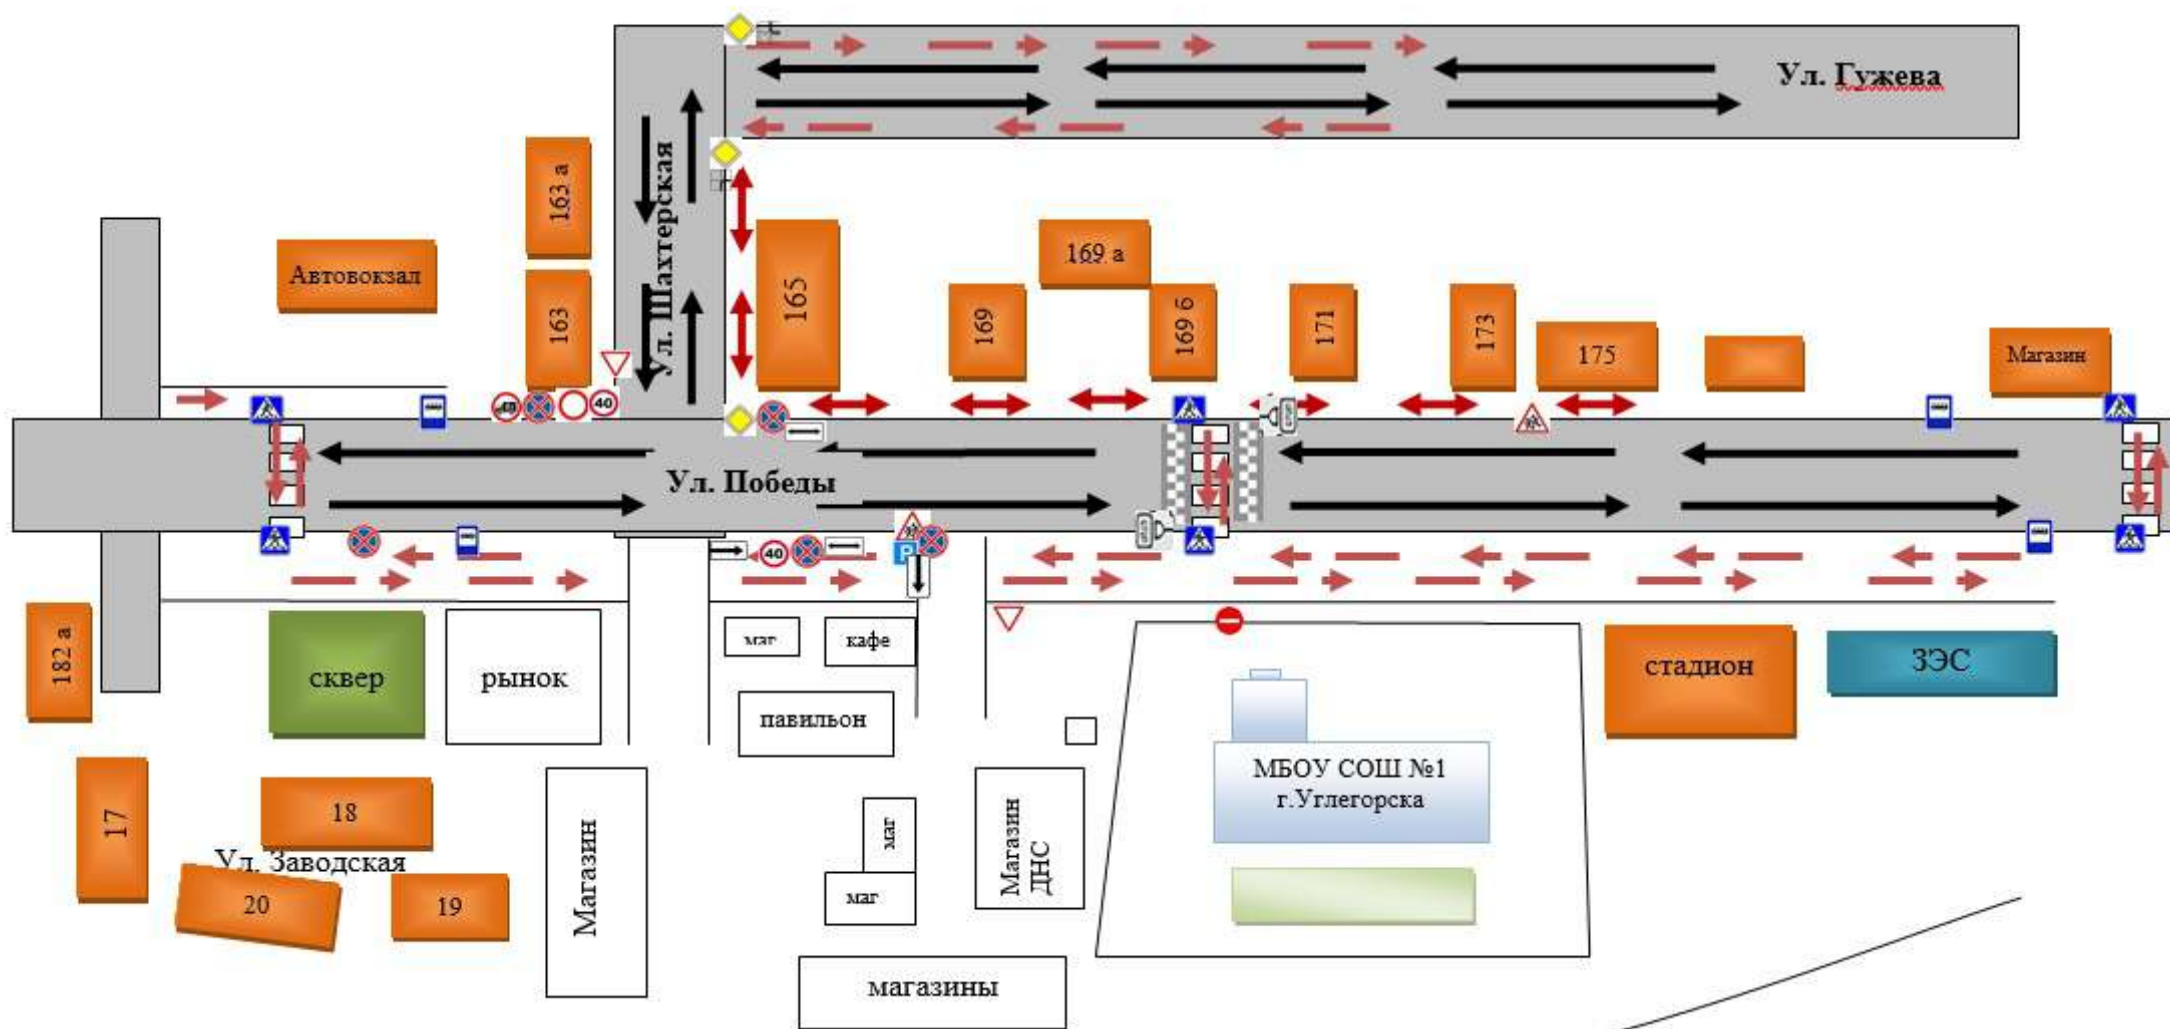 Ул. Гужева
Ул. Шахтерская
163 а
Автовокзал
163
165
169
169 а
169 б
171
173
175
Магазин
40
Ул. Победы
40
P
182 а
сквер
рынок
маг
кафе
павильон
стадион
ЗЭС
МБОУ СОШ №1
г.Углегорска
17
18
Ул. Заводская
20
19
Магазин
маг
маг
Магазин
ДНС
магазины